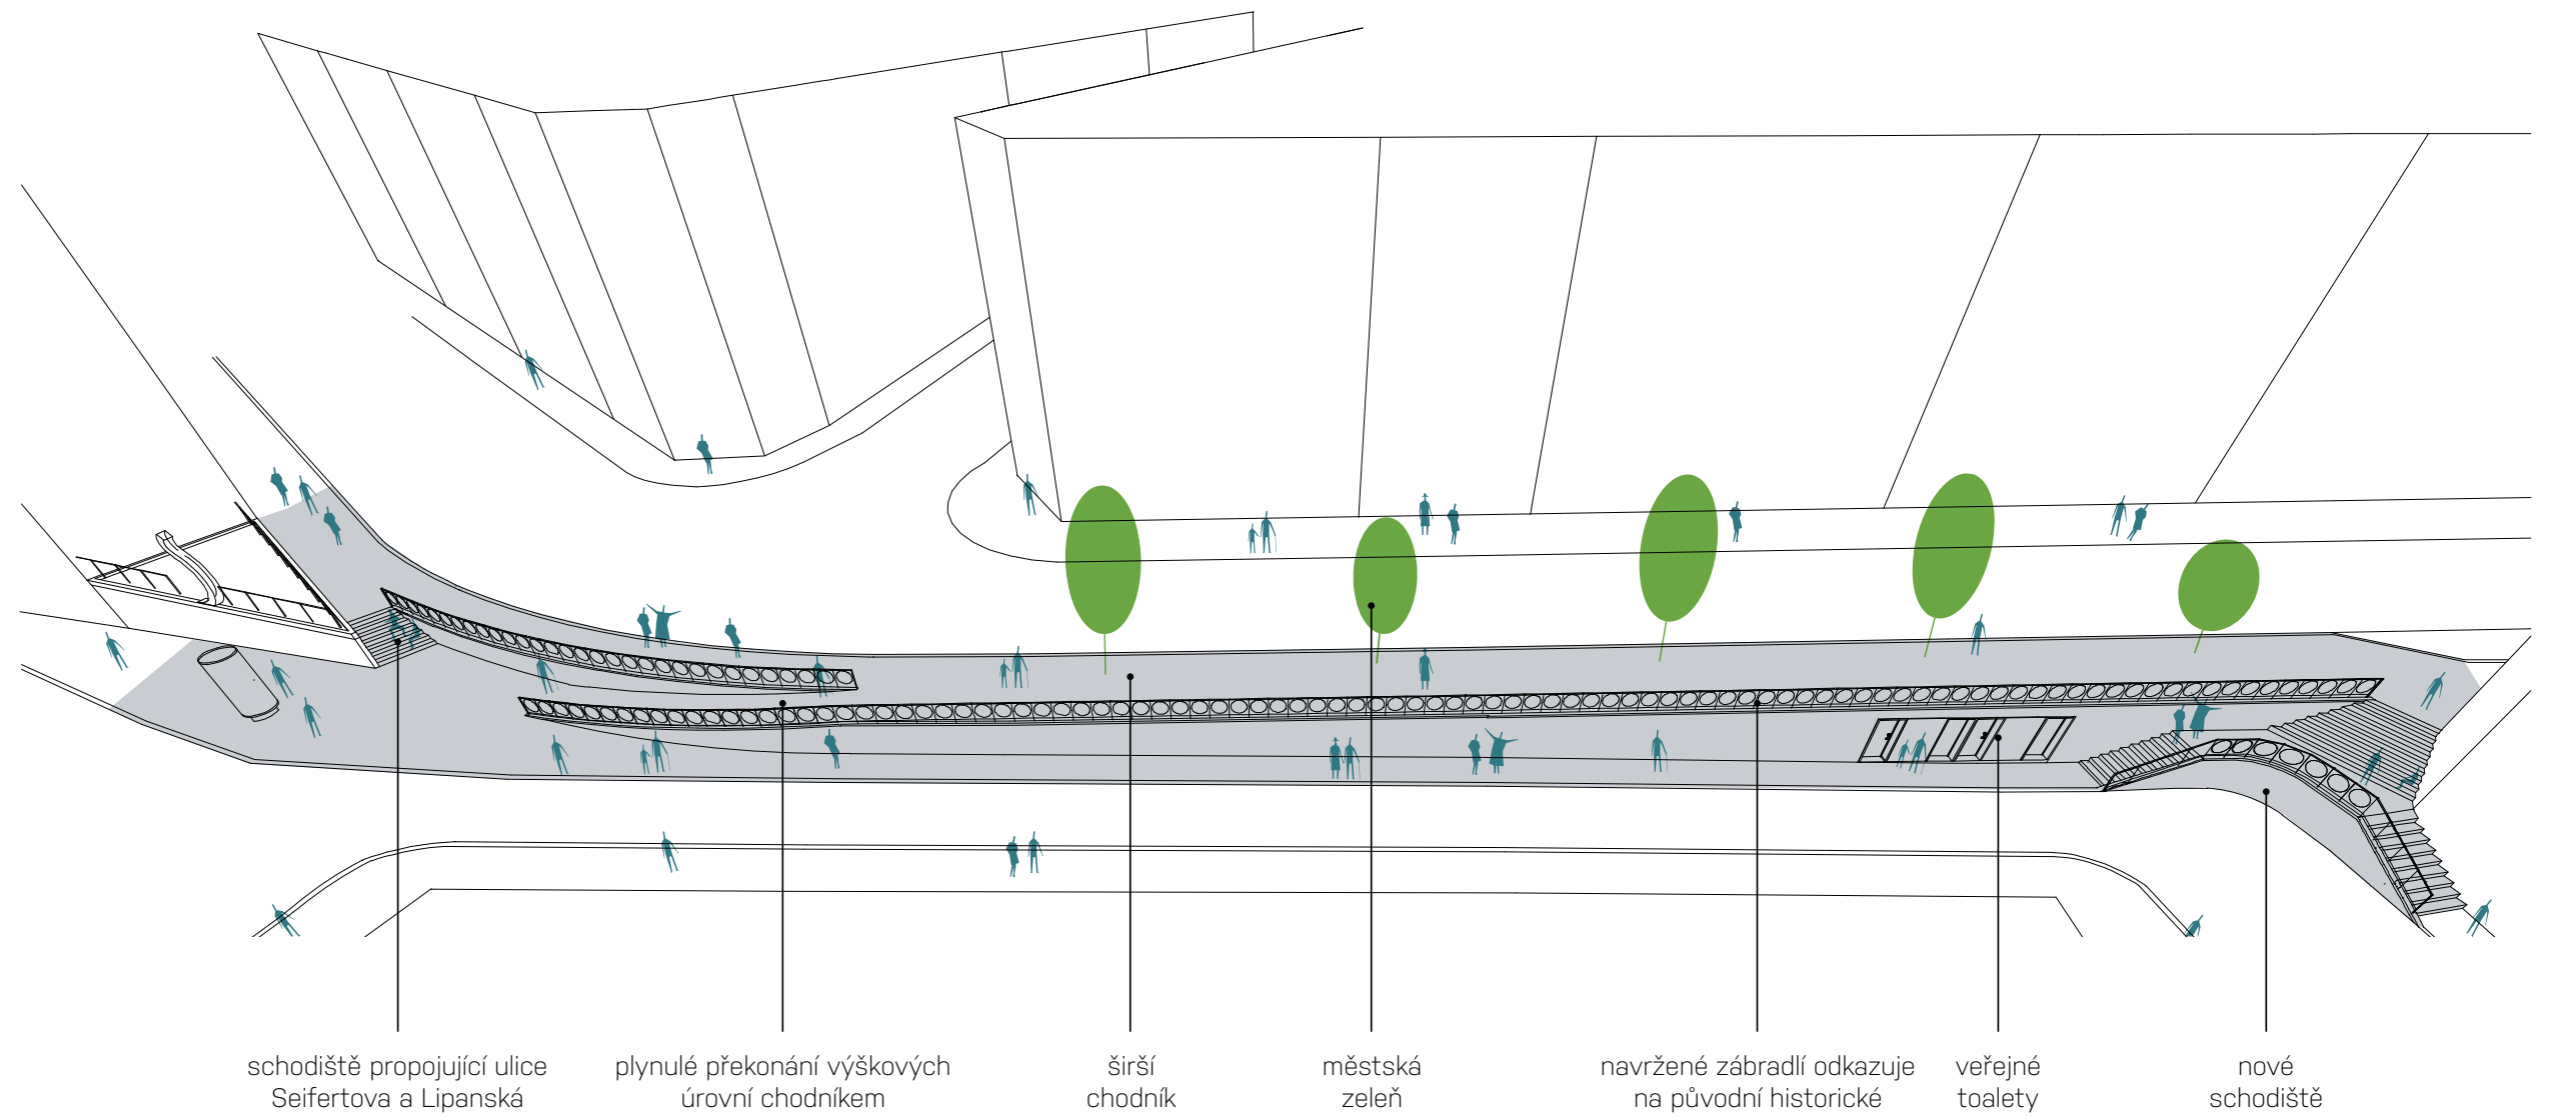 schodiště propojující ulice
Seifertova a Lipanská
plynulé překonání výškových
úrovní chodníkem
širší
chodník
městská
zeleň
navržené zábradlí odkazuje
na původní historické
veřejné
toalety
nové
schodiště